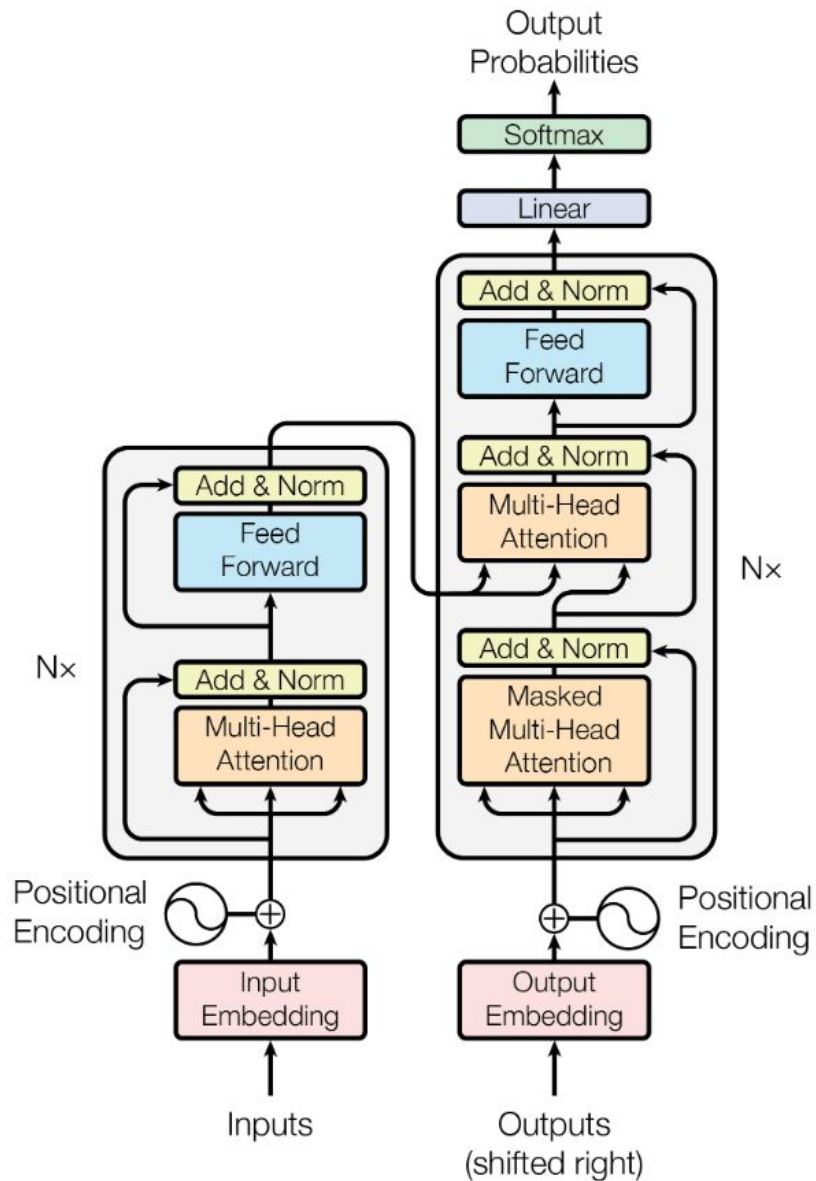 Output
Probabilities
Softmax
Linear
Add & Norm
Feed
Forward
Add & Norm
Multi-Head
Attention
Nx
Add & Norm
Masked
Multi-Head
Attention
Add & Norm
Feed
Forward
Nx
Add & Norm
Multi-Head
Attention
Positional
Encoding
Positional
Encoding
Input
Embedding
Output
Embedding
Inputs
Outputs
(shifted right)